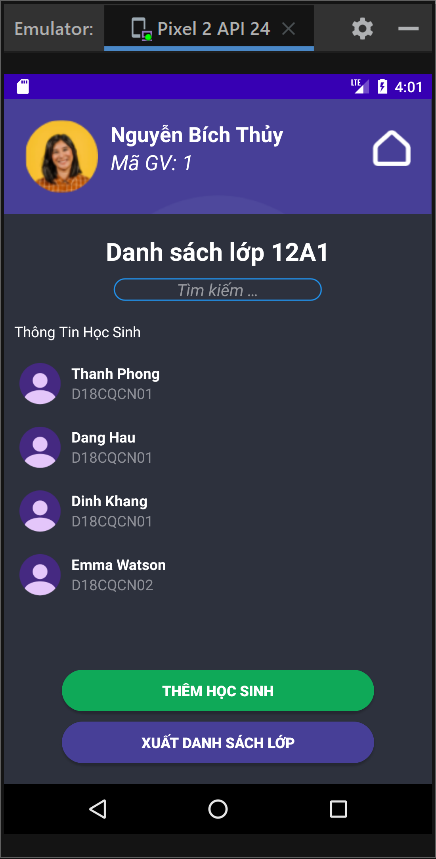 Emulator:
Pixel 2 API 24
LTE
4:01
Nguyễn Bích Thủy
Mã GV: 1
Danh sách lớp 12A1
Tìm kiếm ...
Thông Tin Học Sinh
Thanh Phong
D18CQCN01
Dang Hau
D18CQCN01
Dinh Khang
D18CQCN01
Emma Watson
D18CQCN02
THÊM HỌC SINH
XUẤT DANH SÁCH LỚP